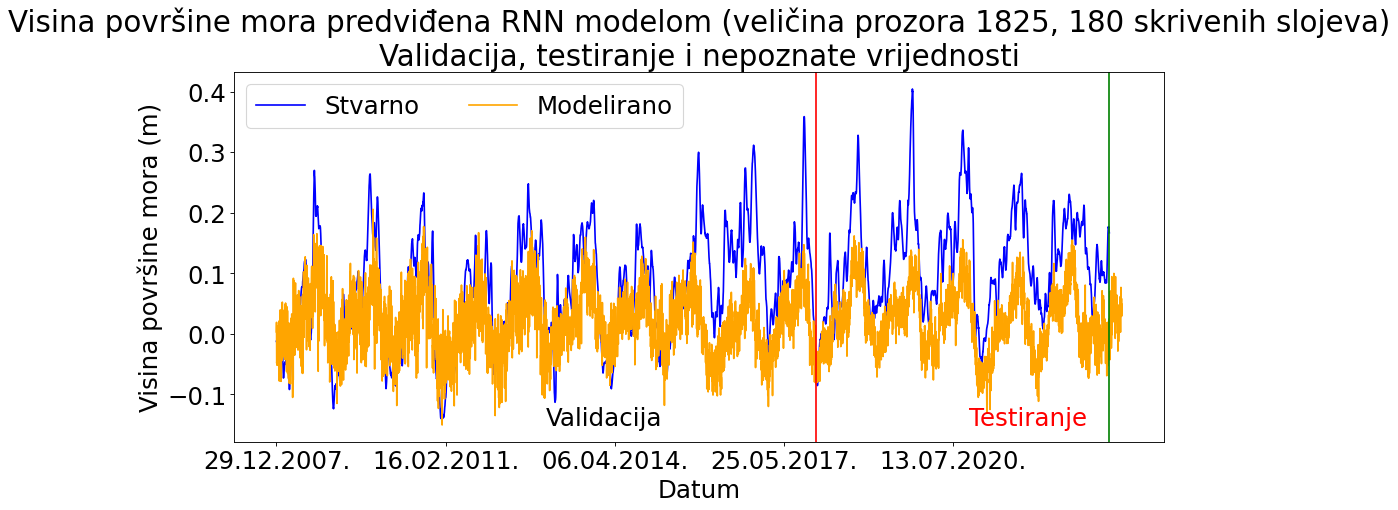 Visina površine mora predviđena RNN modelom (veličina prozora 1825, 180 skrivenih slojeva)
Validacija, testiranje i nepoznate vrijednosti
Stvarno
Modelirano
Visina površine mora (m)
0.4
0.3
0.2
0.1
0.0
−0.1
Validacija
Testiranje
29.12.2007.
16.02.2011.
06.04.2014.
25.05.2017.
13.07.2020.
Datum